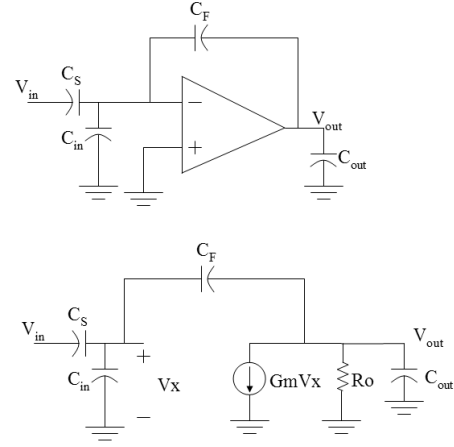 C_F
C_S
V_in
C_in
−
+
V_out
C_out
C_F
C_S
V_in
C_in
+
Vx
−
GmVx
Ro
V_out
C_out